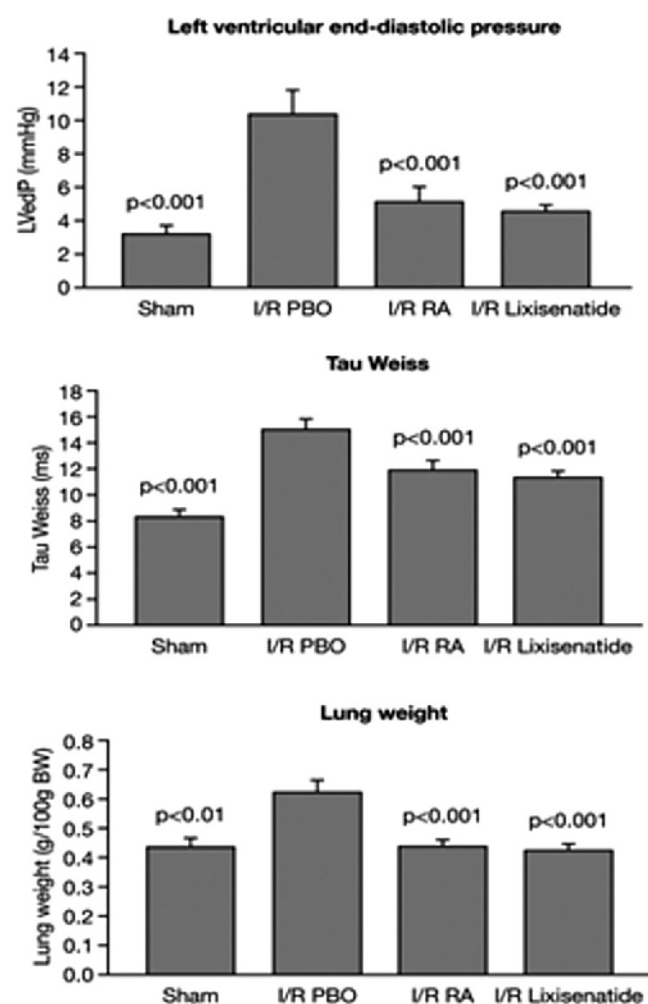 Left ventricular end-diastolic pressure
LVedP (mmHg)
14
12
10
8
6
4
2
0
p<0.001
p<0.001
p<0.001
Sham I/R PBO I/R RA I/R Lixisenatide
Tau Weiss
Tau Weiss (ms)
18
16
14
12
10
8
6
4
2
0
p<0.001
p<0.001
p<0.001
Sham I/R PBO I/R RA I/R Lixisenatide
Lung weight
Lung weight (g/100g BW)
0.8
0.7
0.6
0.5
0.4
0.3
0.2
0.1
0.0
p<0.01
p<0.001
p<0.001
Sham I/R PBO I/R RA I/R Lixisenatide